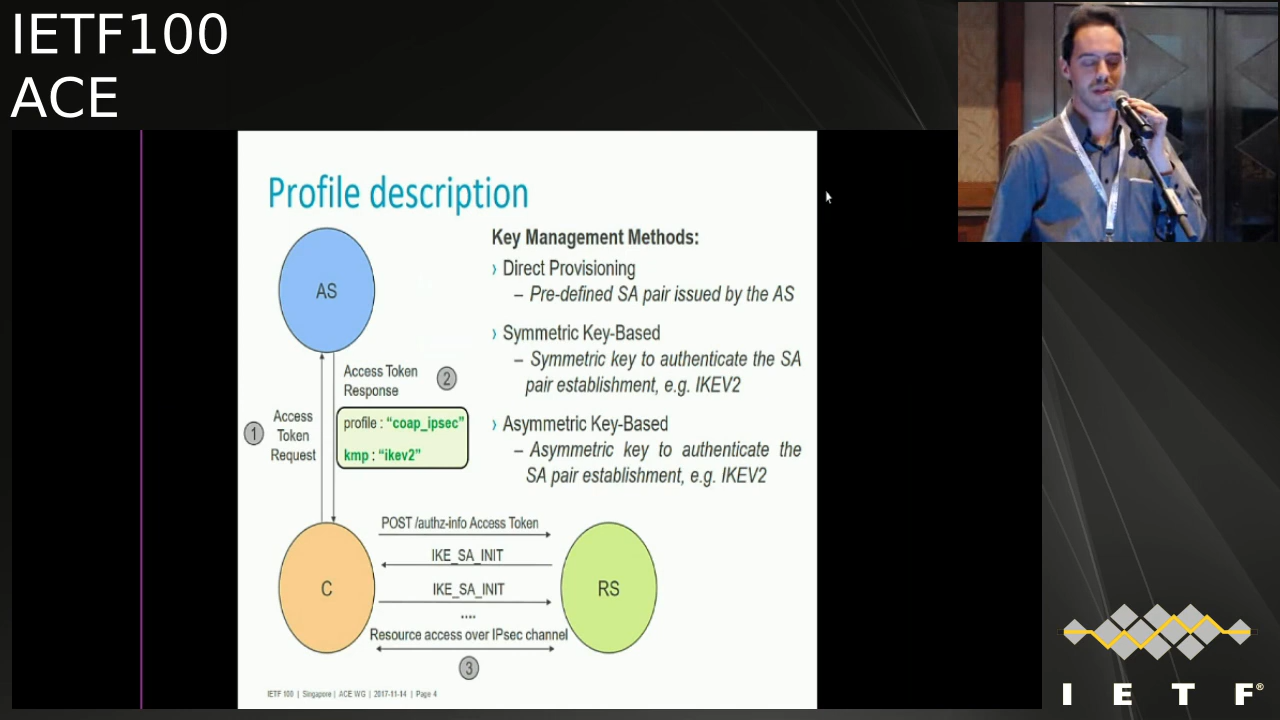 IETF100
ACE
Profile description
AS
Key Management Methods:
› Direct Provisioning
– Pre-defined SA pair issued by the AS
› Symmetric Key-Based
– Symmetric key to authenticate the SA
pair establishment, e.g. IKEV2
› Asymmetric Key-Based
– Asymmetric key to authenticate the
SA pair establishment, e.g. IKEV2
Access Token
Response
2
1
Access
Token
Request
profile : “coap_ipsec”
kmp : “ikev2”
C
POST /authz-info Access Token
IKE_SA_INIT
IKE_SA_INIT
....
Resource access over IPsec channel
3
RS
IETF 100 | Singapore | ACE WG | 2017-11-14 | Page 4
I E T F®